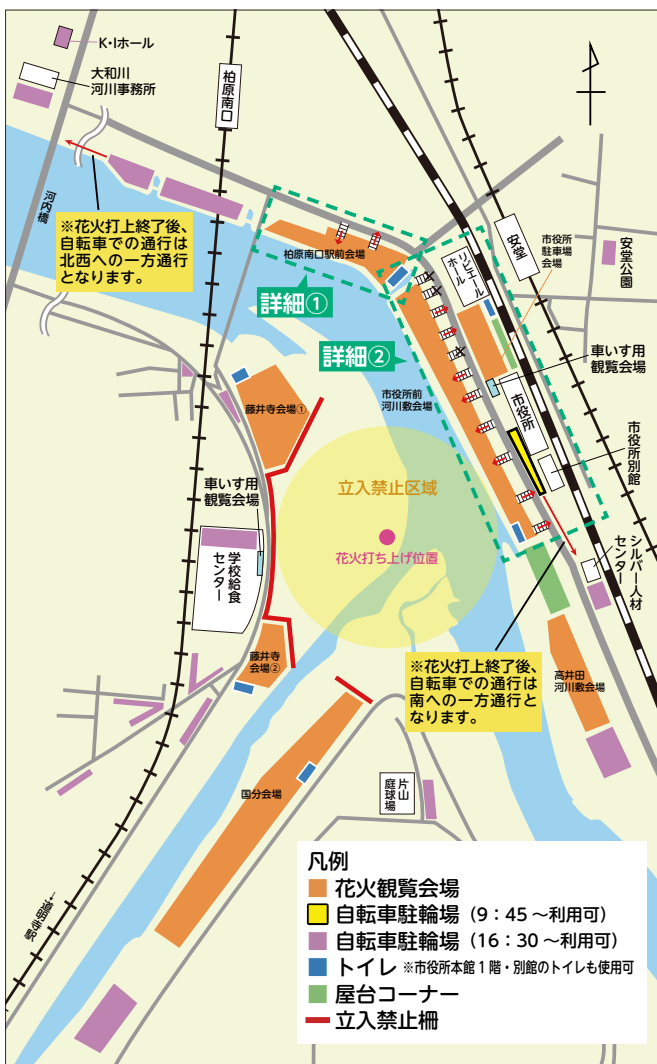 K・Iホール
大和川
河川事務所
柏原南口
河内橋
※花火打上終了後、
自転車での通行は
北西への一方通行
となります。
柏原南口駅前会場
詳細①
詳細②
リビエール
ホール
安堂
市役所
駐車場
会場
安堂公園
車いす用
観覧会場
市役所前
河川敷会場
市役所
市役所別館
藤井寺会場①
立入禁止区域
花火打ち上げ位置
車いす用
観覧会場
学校給食
センター
シルバー人材
センター
藤井寺
会場②
※花火打上終了後、
自転車での通行は
南への一方通行と
なります。
高井田
河川敷会場
国分会場
片山
庭球場
→道明寺駅
凡例
花火観覧会場
自転車駐輪場（9：45～利用可）
自転車駐輪場（16：30～利用可）
トイレ ※市役所本館1階・別館のトイレも使用可
屋台コーナー
立入禁止柵